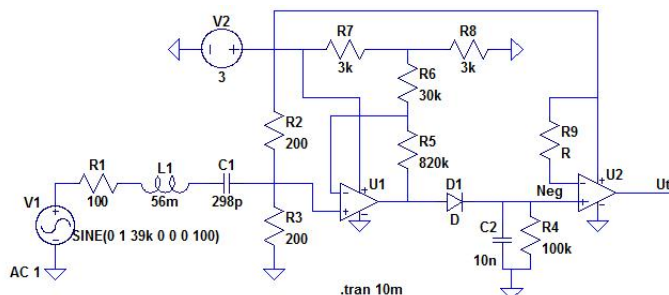 V2
3
R7
3k
R8
3k
R6
30k
R2
200
R5
820k
R9
R
U2
U1
R1
100
L1
56m
C1
298p
D1
D
Neg
Ut
V1
R3
200
SINE(0 1 39k 0 0 0 100)
C2
10n
R4
100k
AC 1
.tran 10m